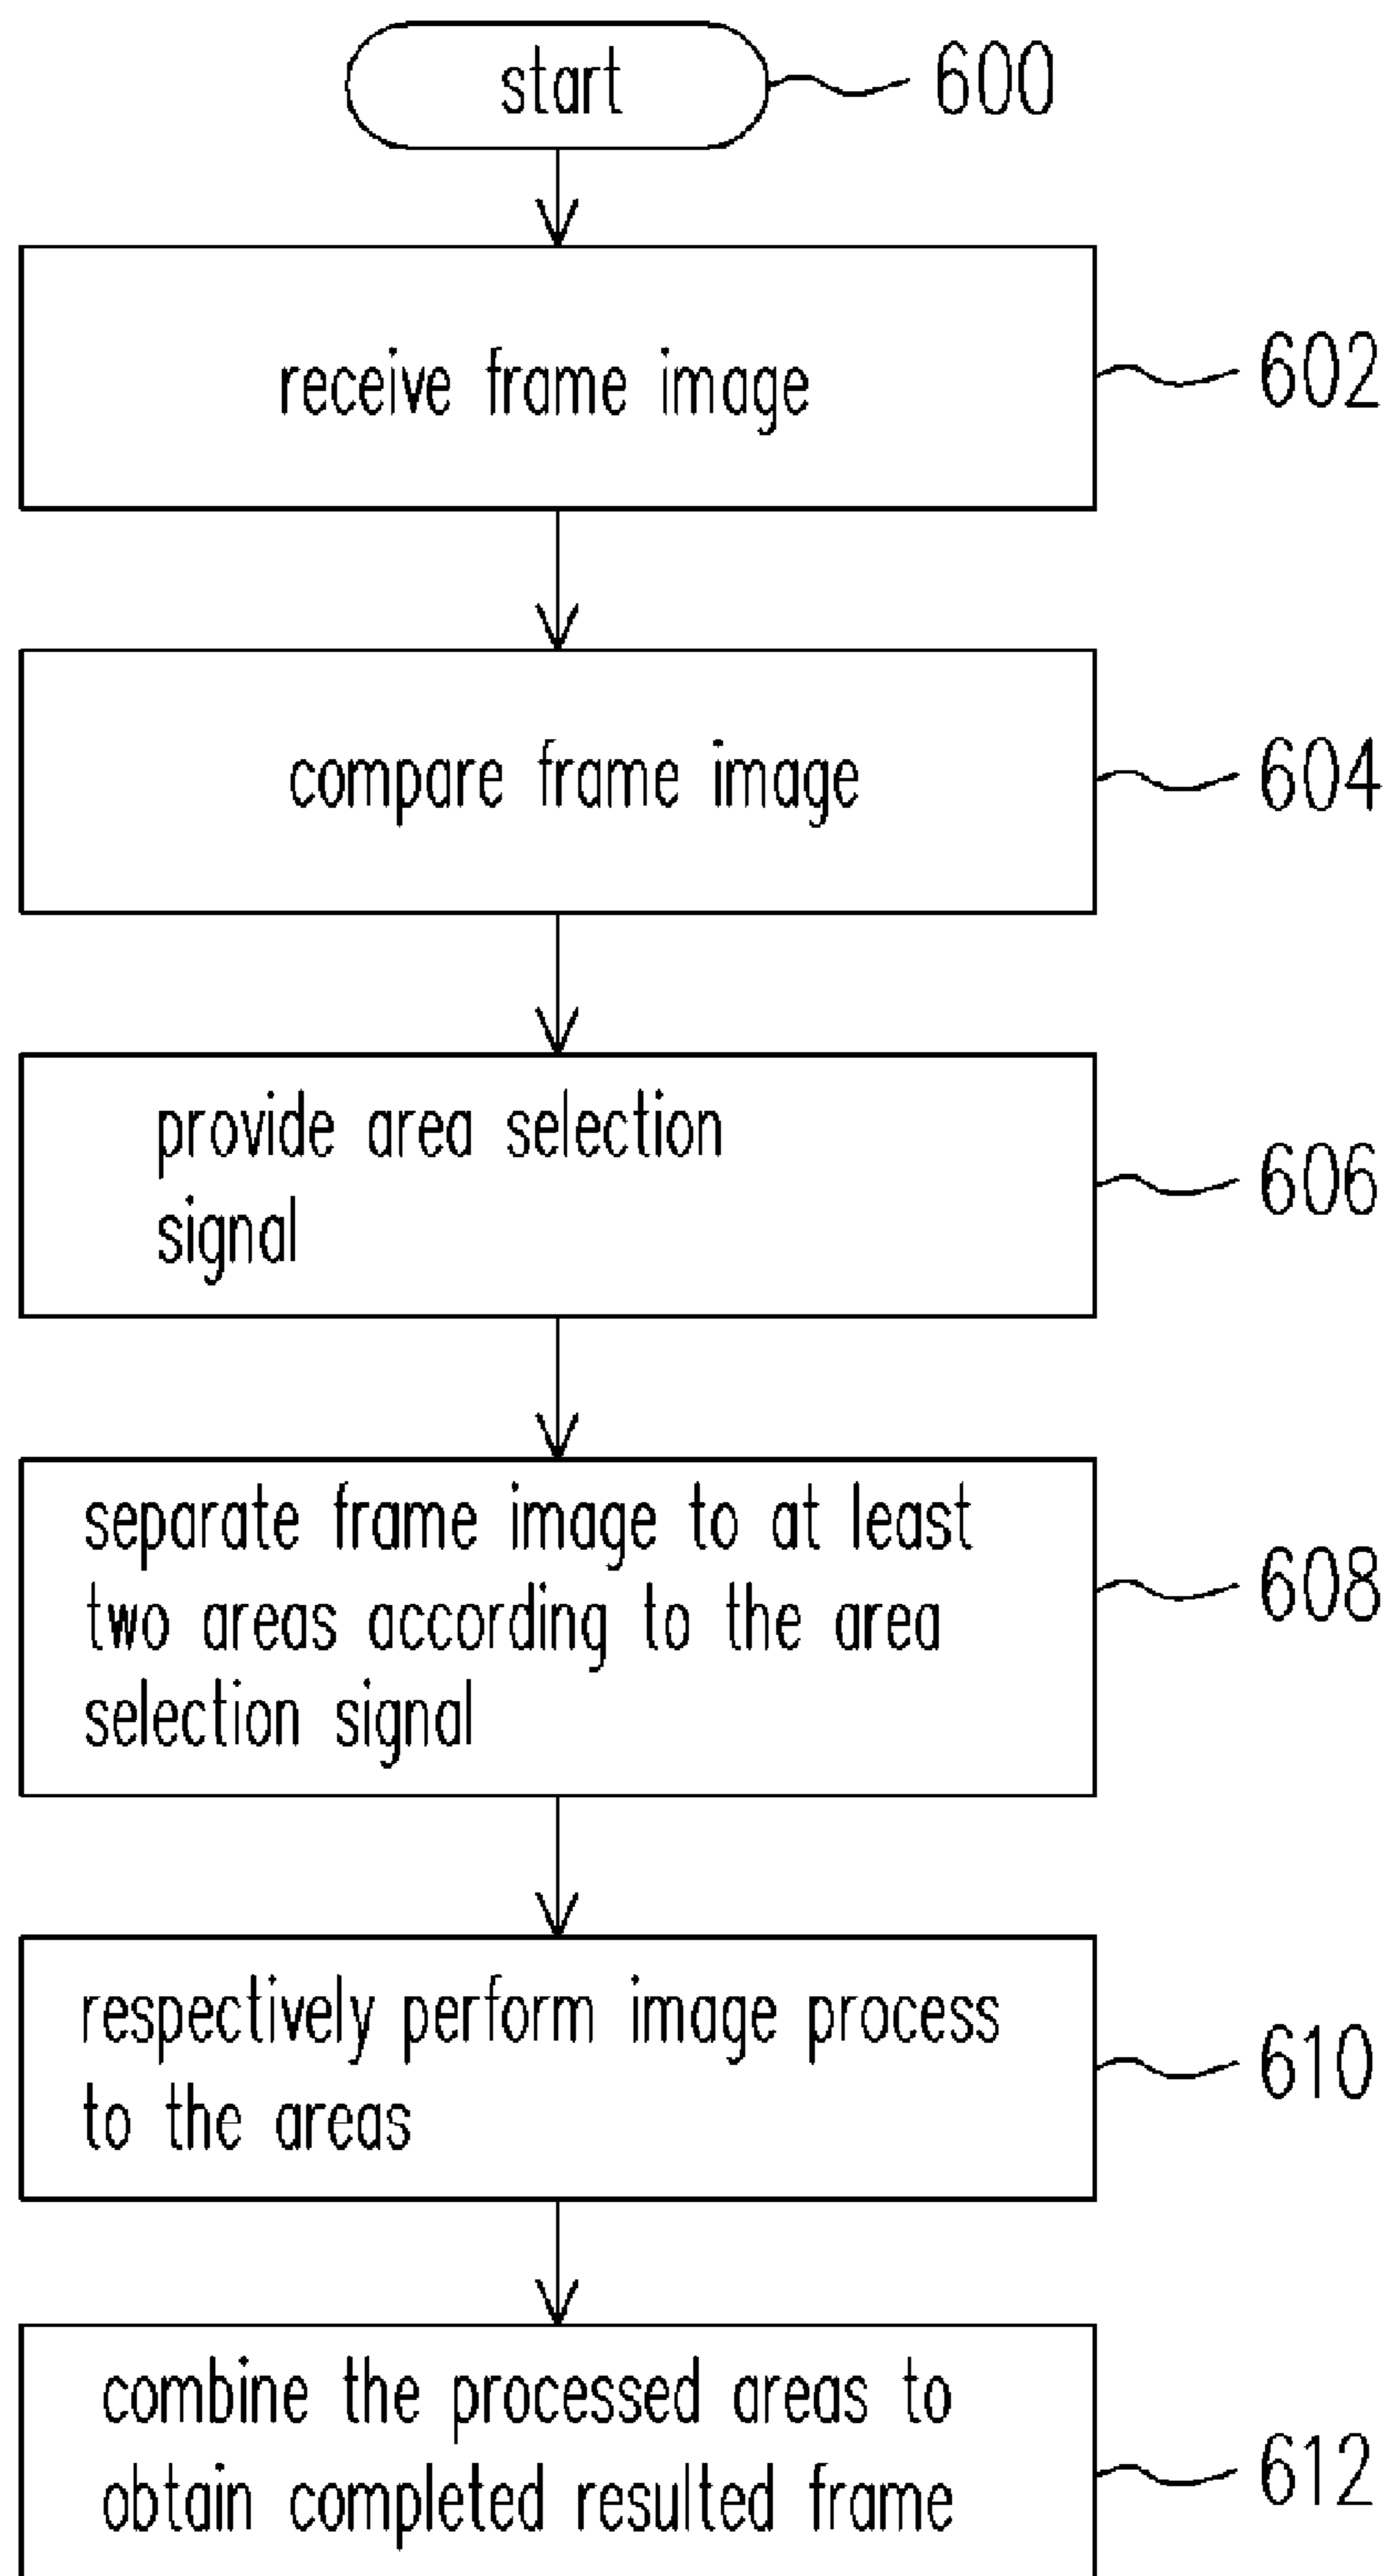 start
600
receive frame image
602
compare frame image
604
provide area selection
signal
606
separate frame image to at least
two areas according to the area
selection signal
608
respectively perform image process
to the areas
610
combine the processed areas to
obtain completed resulted frame
612